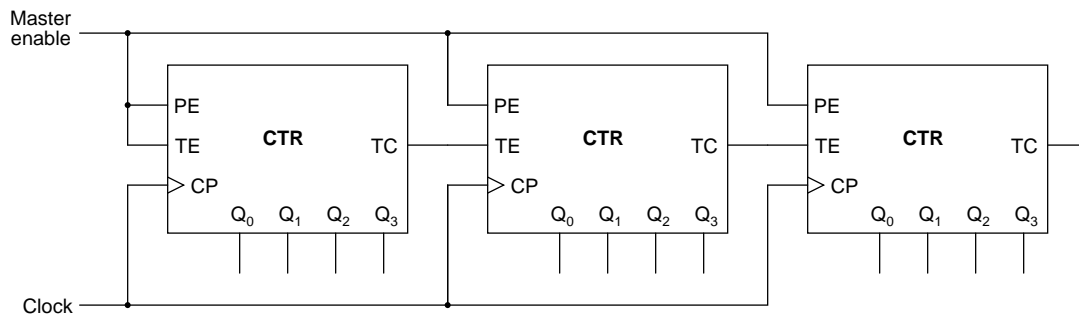 Master
enable
PE
TE
CTR
TC
CP
Q0 Q1 Q2 Q3
PE
TE
CTR
TC
CP
Q0 Q1 Q2 Q3
PE
TE
CTR
TC
CP
Q0 Q1 Q2 Q3
Clock